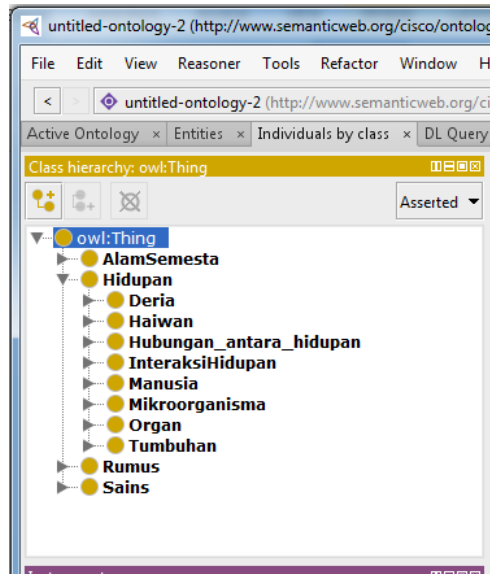 untitled-ontology-2 (http://www.semanticweb.org/cisco/ontolog
File Edit View Reasoner Tools Refactor Window H
< > untitled-ontology-2 (http://www.semanticweb.org/ci
Active Ontology × Entities × Individuals by class × DL Query
Class hierarchy: owl:Thing
Asserted
owl:Thing
AlamSemesta
Hidupan
Deria
Haiwan
Hubungan_antara_hidupan
InteraksiHidupan
Manusia
Mikroorganisma
Organ
Tumbuhan
Rumus
Sains